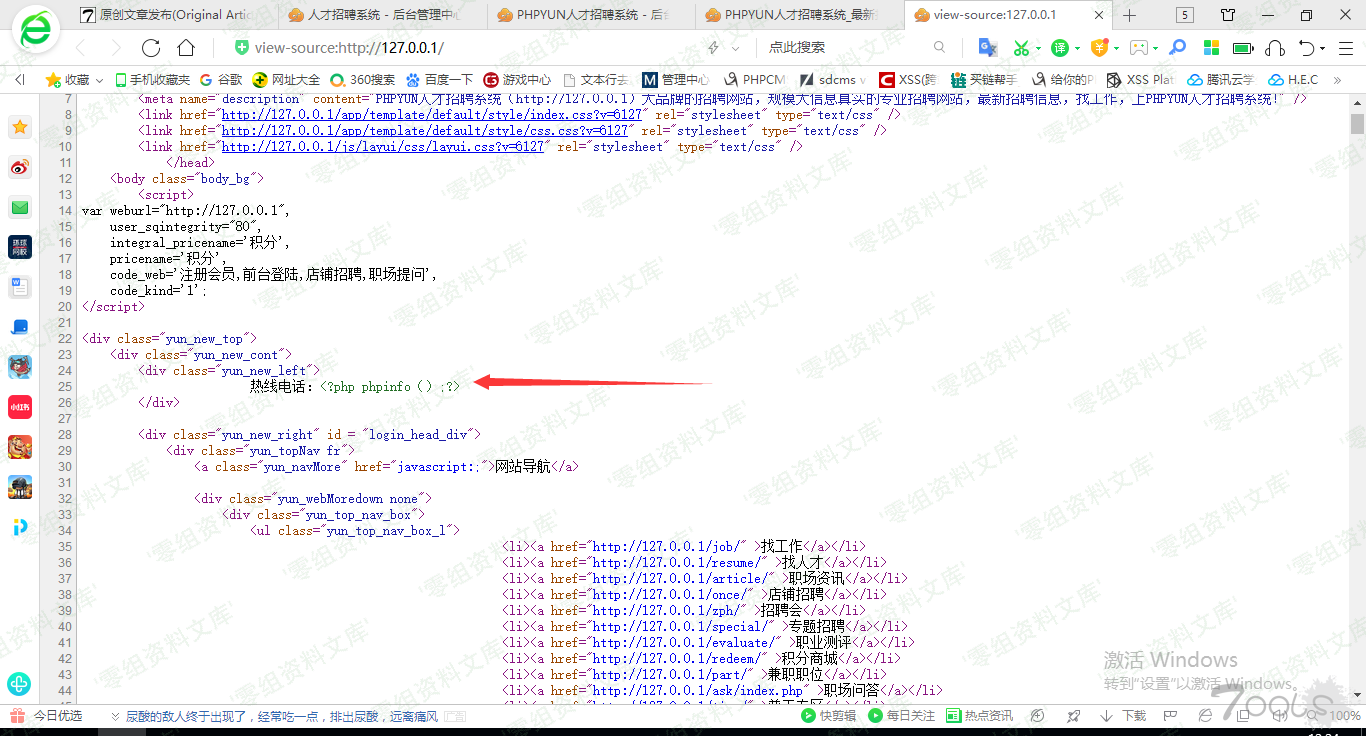 原创文章发布(Original Artic
人才招聘系统 - 后台管理中心
PHPYUN人才招聘系统 - 后台
PHPYUN人才招聘系统_最新
view-source:127.0.0.1
5
view-source:http://127.0.0.1/
点此搜索
收藏 手机收藏夹 谷歌 网址大全 360搜索 百度一下 游戏中心 文本行去 管理中心 PHPCM sdcms v XSS(跨 买链帮手 给你的P XSS Plat 腾讯云学 H.E.C »
7 <meta name="description" content="PHPYUN人才招聘系统（http://127.0.0.1）大品牌的招聘网站，规模大信息真实的专业招聘网站，最新招聘信息，找工作，上PHPYUN人才招聘系统!" />
8 <link href="http://127.0.0.1/app/template/default/style/index.css?v=6127" rel="stylesheet" type="text/css" />
9 <link href="http://127.0.0.1/app/template/default/style/css.css?v=6127" rel="stylesheet" type="text/css" />
10 <link href="http://127.0.0.1/js/layui/css/layui.css?v=6127" rel="stylesheet" type="text/css" />
11 </head>
12 <body class="body_bg">
13 <script>
14 var weburl="http://127.0.0.1",
15 user_sqintegrity="80",
16 integral_pricename='积分',
17 pricename='积分',
18 code_web='注册会员,前台登陆,店铺招聘,职场提问',
19 code_kind='1';
20 </script>
21
22 <div class="yun_new_top">
23 <div class="yun_new_cont">
24 <div class="yun_new_left">
25 热线电话：<?php phpinfo（）;?>
26 </div>
27
28 <div class="yun_new_right" id = "login_head_div">
29 <div class="yun_topNav fr">
30 <a class="yun_navMore" href="javascript:;">网站导航</a>
31
32 <div class="yun_webMoredown none">
33 <div class="yun_top_nav_box">
34 <ul class="yun_top_nav_box_l">
35 <li><a href="http://127.0.0.1/job/" >找工作</a></li>
36 <li><a href="http://127.0.0.1/resume/" >找人才</a></li>
37 <li><a href="http://127.0.0.1/article/" >职场资讯</a></li>
38 <li><a href="http://127.0.0.1/once/" >店铺招聘</a></li>
39 <li><a href="http://127.0.0.1/zph/" >招聘会</a></li>
40 <li><a href="http://127.0.0.1/special/" >专题招聘</a></li>
41 <li><a href="http://127.0.0.1/evaluate/" >职业测评</a></li>
42 <li><a href="http://127.0.0.1/redeem/" >积分商城</a></li>
43 <li><a href="http://127.0.0.1/part/" >兼职职位</a></li>
44 <li><a href="http://127.0.0.1/ask/index.php" >职场问答</a></li>
零组资料文库
激活 Windows
转到"设置"以激活 Windows。
7ools
今日优选 尿酸的敌人终于出现了，经常吃一点，排出尿酸，远离痛风 广告 快剪辑 每日关注 热点资讯 下载 100%